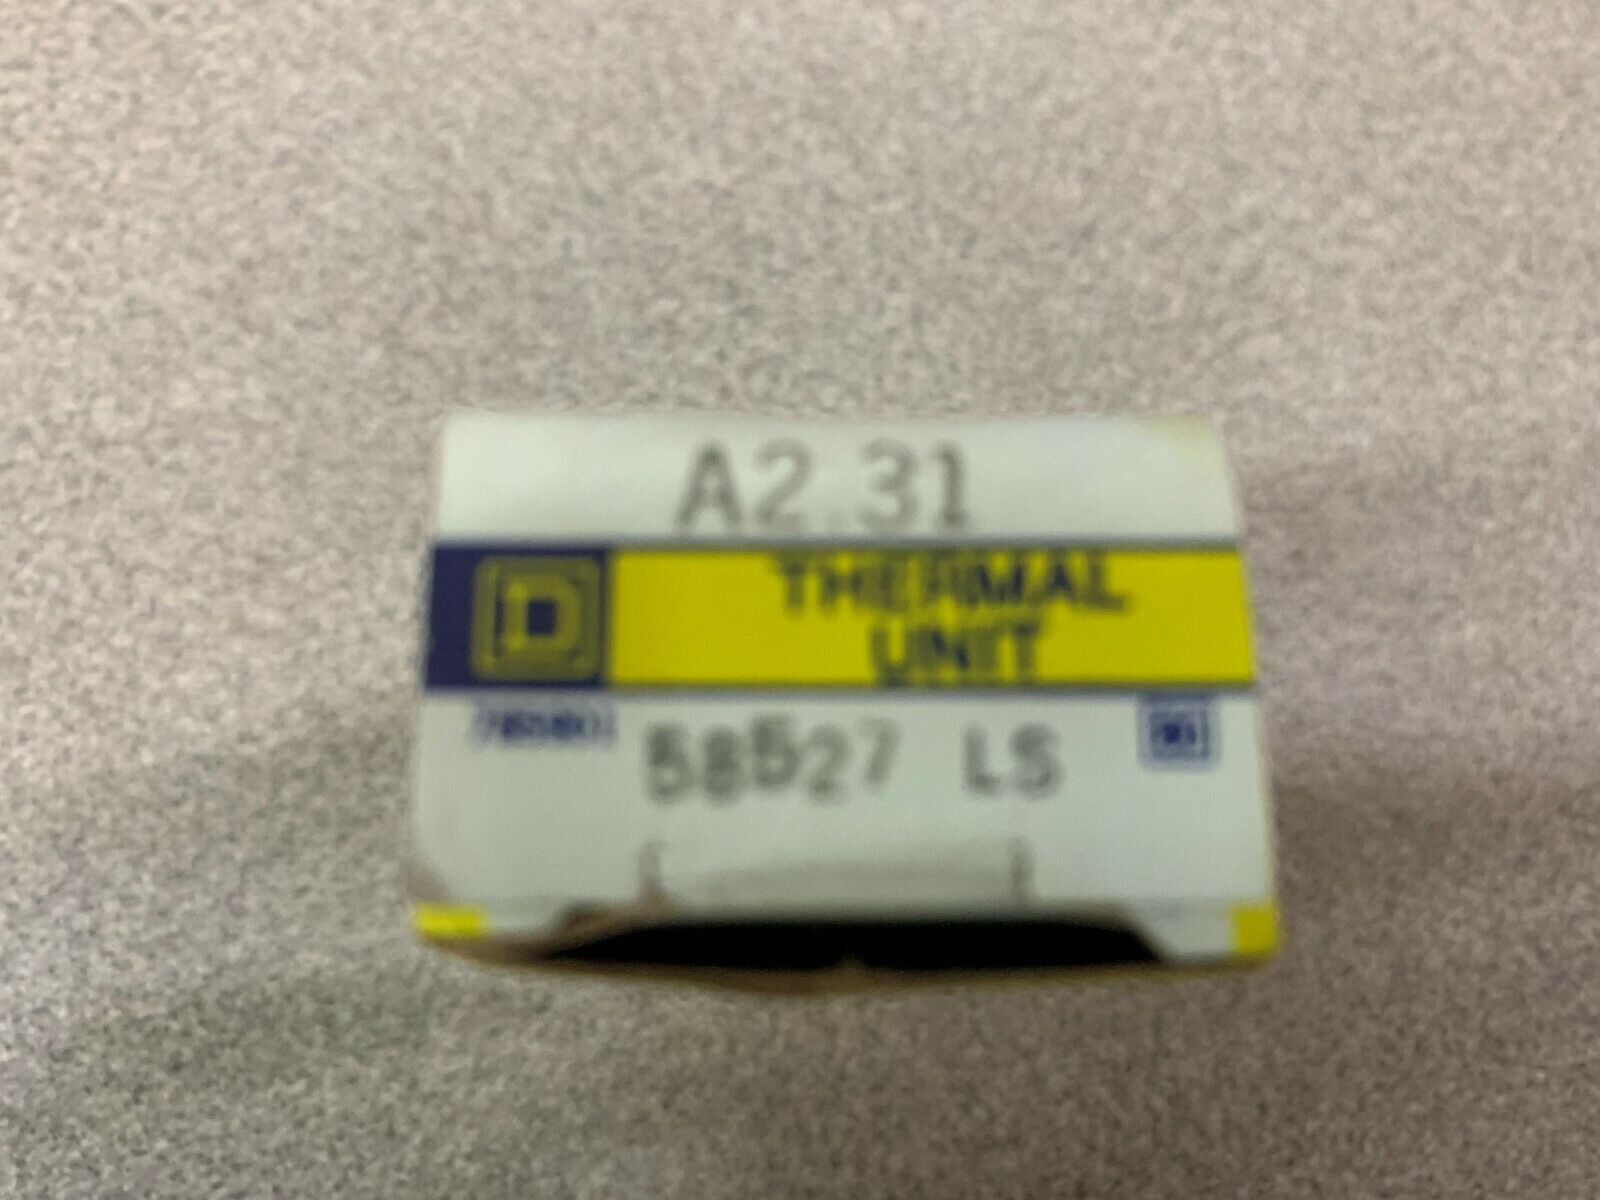 A2.31
D
THERMAL
UNIT
58527 LS